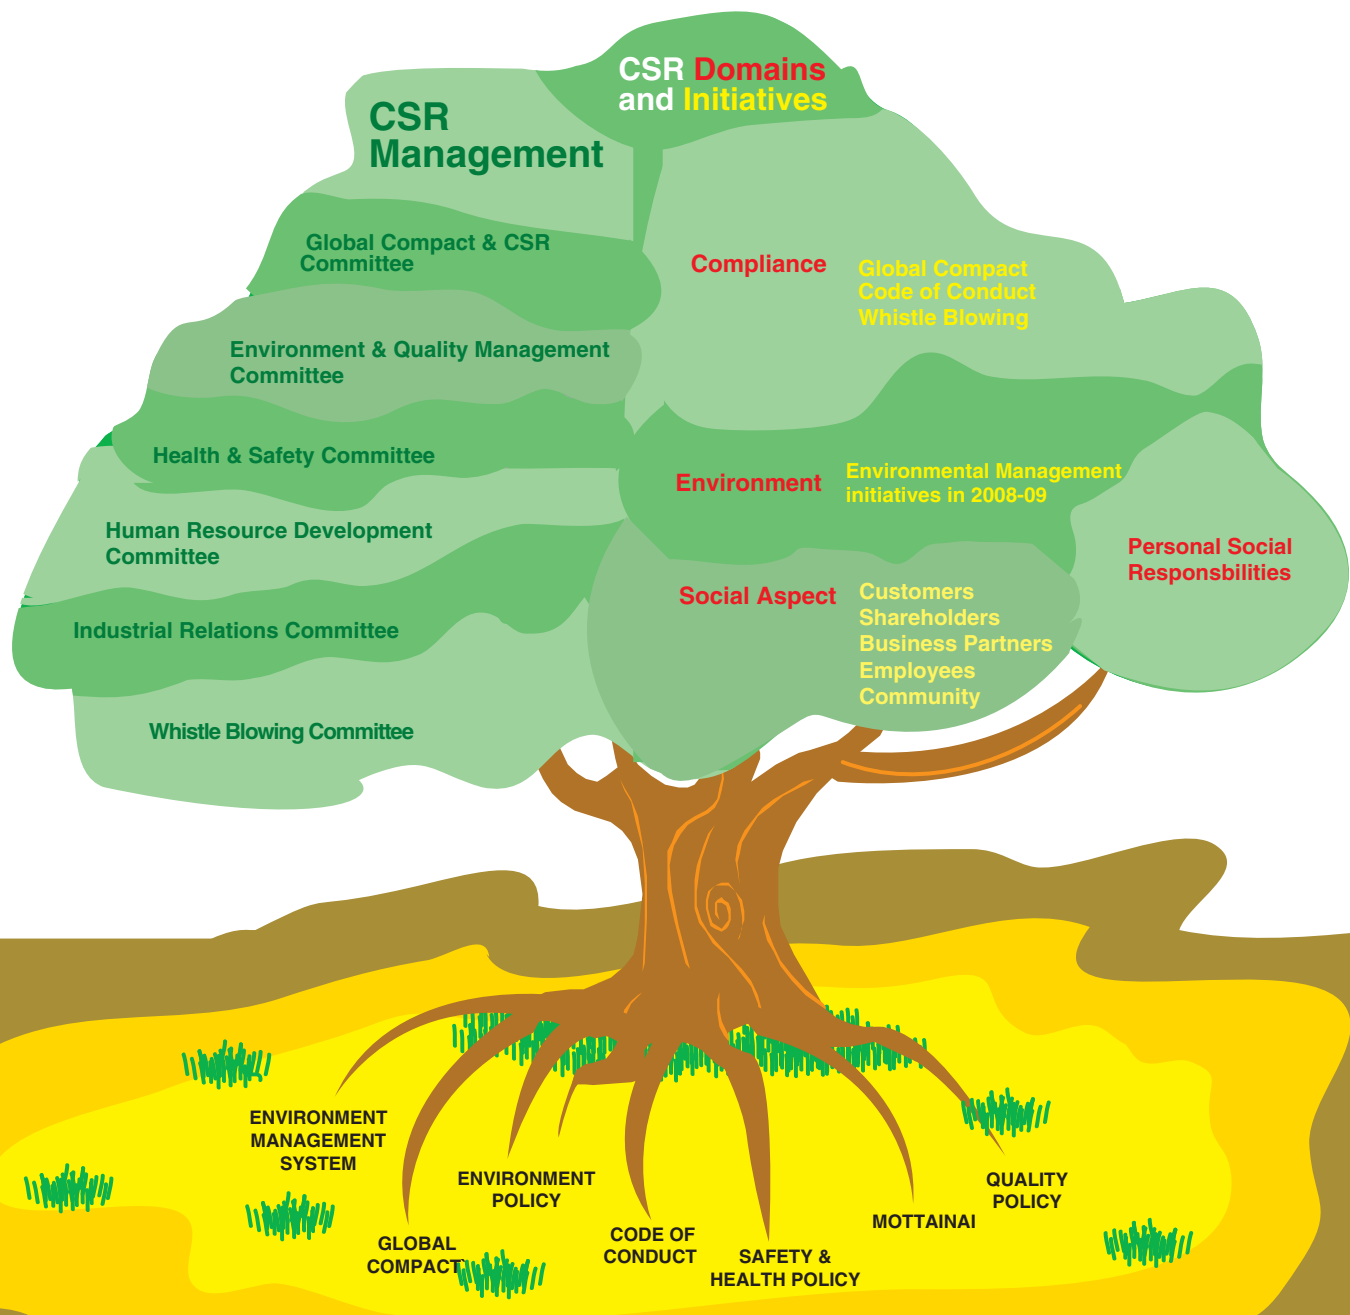 CSR Domains
and Initiatives
CSR
Management
Global Compact & CSR
Committee
Environment & Quality Management
Committee
Health & Safety Committee
Human Resource Development
Committee
Industrial Relations Committee
Whistle Blowing Committee
Compliance
Global Compact
Code of Conduct
Whistle Blowing
Environment
Environmental Management
initiatives in 2008-09
Social Aspect
Customers
Shareholders
Business Partners
Employees
Community
Personal Social
Responsbilities
ENVIRONMENT
MANAGEMENT
SYSTEM
GLOBAL
COMPACT
ENVIRONMENT
POLICY
CODE OF
CONDUCT
SAFETY &
HEALTH POLICY
MOTTAINAI
QUALITY
POLICY